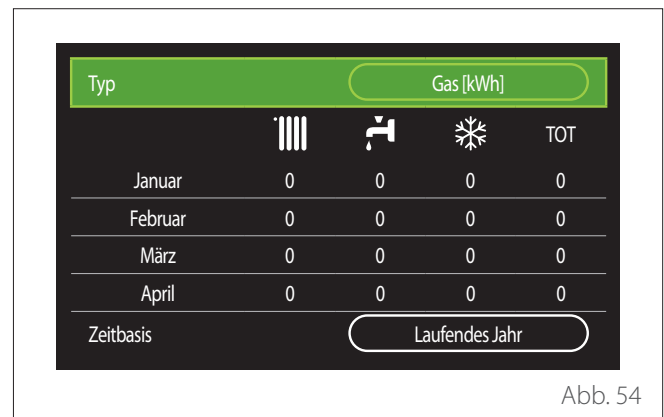 Typ Gas [kWh]
TOT
Januar 0 0 0 0
Februar 0 0 0 0
März 0 0 0 0
April 0 0 0 0
Zeitbasis Laufendes Jahr
Abb. 54